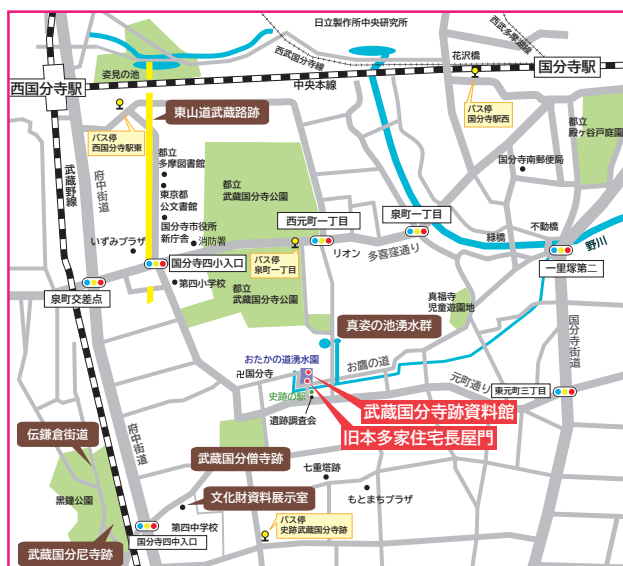 日立製作所中央研究所
西武国分寺線
西武多摩湖線
花沢橋
国分寺駅
姿見の池
西国分寺駅
中央本線
バス停
国分寺駅西
東山道武蔵路跡
バス停
西国分寺駅東
都立
殿ヶ谷戸庭園
武蔵野線
府中街道
都立
多摩図書館
国分寺南郵便局
東京都
公文書館
都立
武蔵国分寺公園
国分寺市役所
新庁舎
西元町一丁目
泉町一丁目
いずみプラザ
消防署
緑橋
不動橋
野川
国分寺四小入口
バス停
泉町一丁目
リオン
多喜窪通り
一里塚第二
泉町交差点
第四小学校
都立
武蔵国分寺公園
真福寺
児童遊園地
真姿の池湧水群
国分寺街道
おたかの道湧水園
お鷹の道
卍国分寺
元町通り
東元町三丁目
史跡の駅
武蔵国分寺跡資料館
遺跡調査会
旧本多家住宅長屋門
伝鎌倉街道
府中街道
武蔵国分僧寺跡
七重塔跡
黒鐘公園
文化財資料展示室
もとまちプラザ
第四中学校
バス停
史跡武蔵国分寺跡
国分寺四中入口
武蔵国分尼寺跡